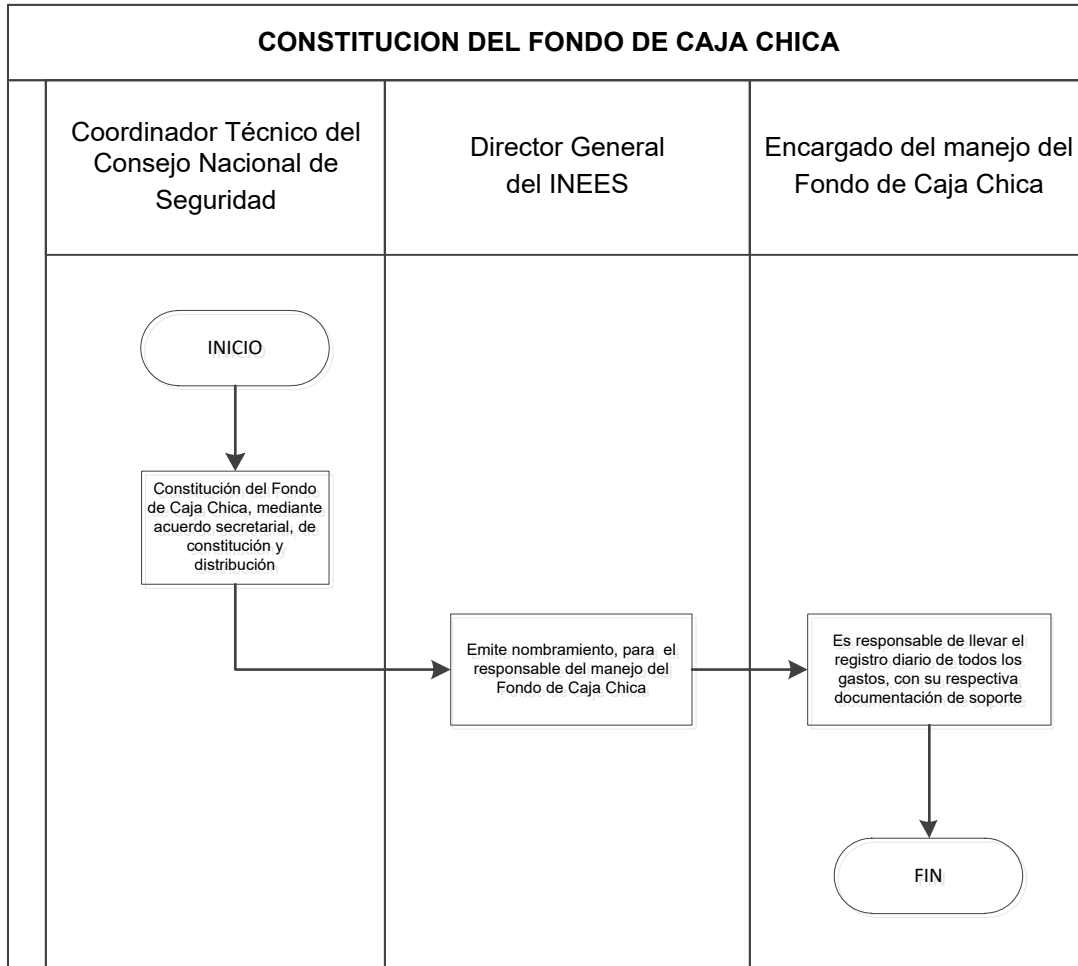 CONSTITUCION DEL FONDO DE CAJA CHICA
Coordinador Técnico del
Consejo Nacional de
Seguridad
Director General
del INEES
Encargado del manejo del
Fondo de Caja Chica
INICIO
Constitución del Fondo
de Caja Chica, mediante
acuerdo secretarial, de
constitución y
distribución
Emite nombramiento, para el
responsable del manejo del
Fondo de Caja Chica
Es responsable de llevar el
registro diario de todos los
gastos, con su respectiva
documentación de soporte
FIN